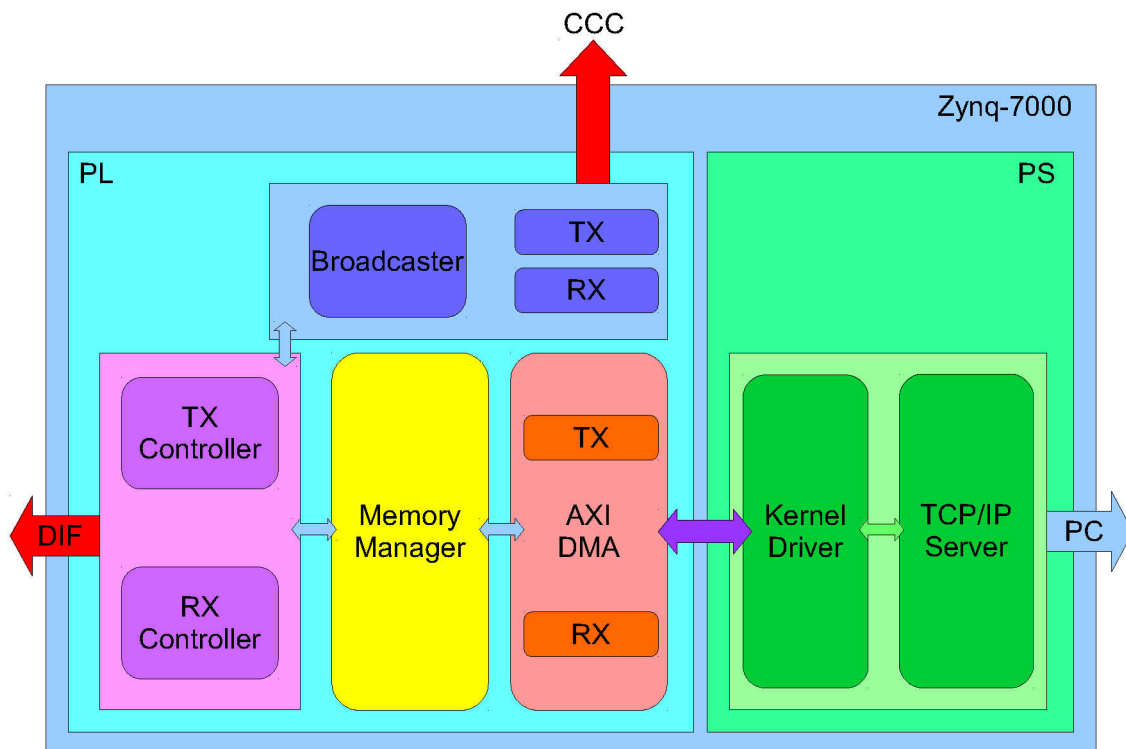 CCC
Zynq-7000
PL
PS
Broadcaster
TX
RX
TX
Controller
RX
Controller
Memory
Manager
TX
AXI
DMA
RX
Kernel
Driver
TCP/IP
Server
DIF
PC